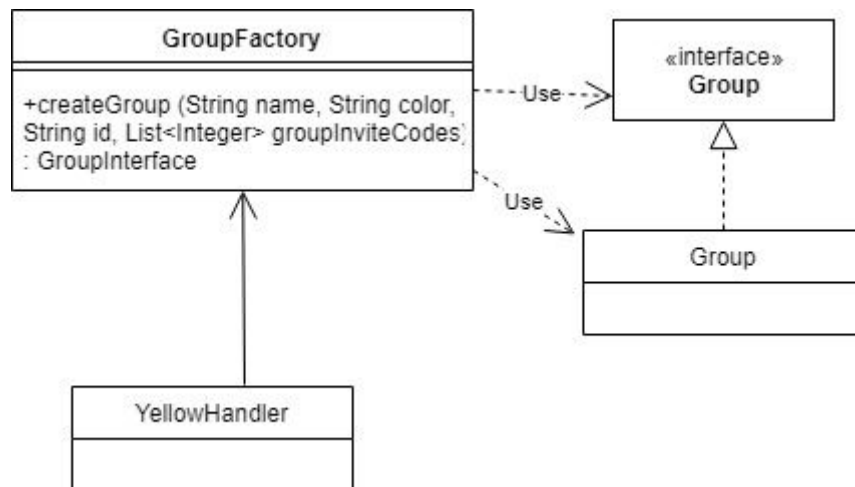 GroupFactory
+createGroup (String name, String color,
String id, List<Integer> groupInviteCodes)
: GroupInterface
«interface»
Group
Use
Use
Group
YellowHandler